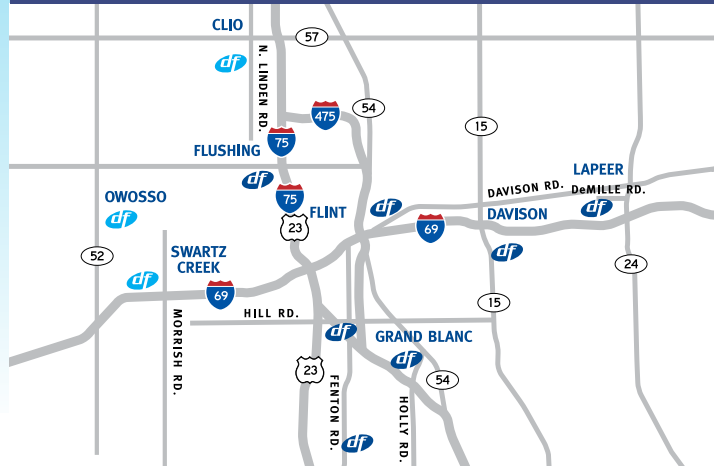 CLIO
57
df
N. LINDEN RD.
475
54
15
75
FLUSHING
LAPEER
df
DAVISON RD.
DeMILLE RD.
75
OWOSSO
df
df
df
FLINT
DAVISON
23
69
SWARTZ
CREEK
df
52
24
df
69
15
HILL RD.
MORRISH RD.
df
GRAND BLANC
df
23
54
FENTON RD.
HOLLY RD.
df